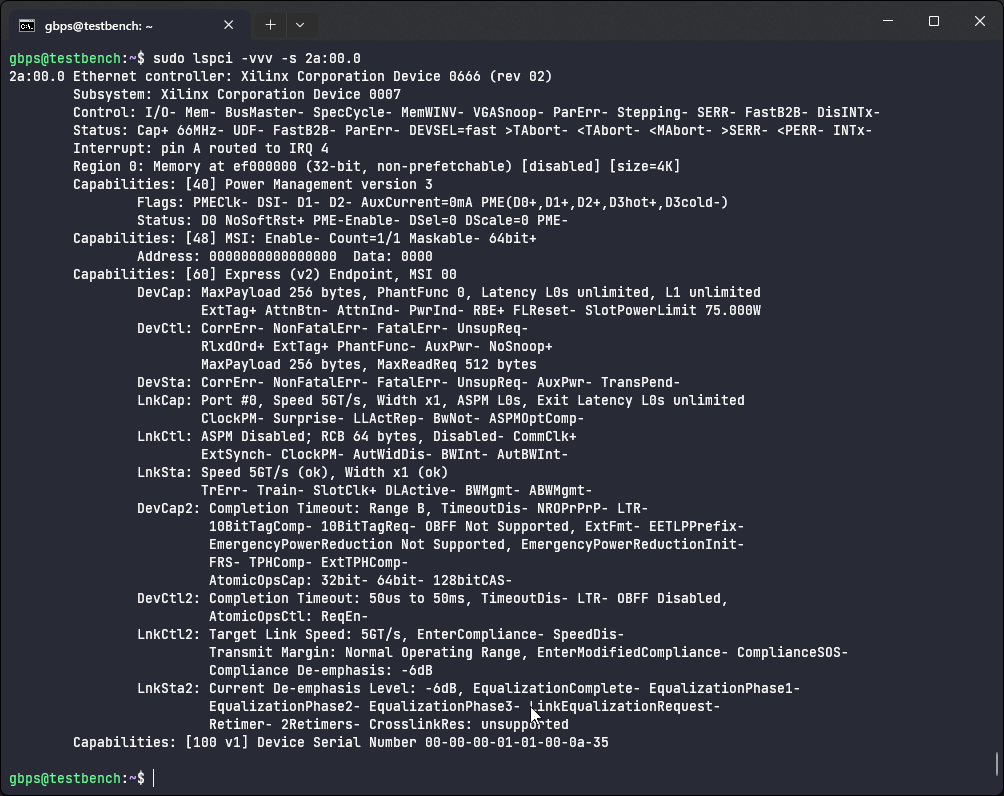 gbps@testbench: ~
gbps@testbench:~$ sudo lspci -vvv -s 2a:00.0
2a:00.0 Ethernet controller: Xilinx Corporation Device 0666 (rev 02)
Subsystem: Xilinx Corporation Device 0007
Control: I/O- Mem- BusMaster- SpecCycle- MemWINV- VGASnoop- ParErr- Stepping- SERR- FastB2B- DisINTx-
Status: Cap+ 66MHz- UDF- FastB2B- ParErr- DEVSEL=fast >TAbort- <TAbort- <MAbort- >SERR- <PERR- INTx-
Interrupt: pin A routed to IRQ 4
Region 0: Memory at ef000000 (32-bit, non-prefetchable) [disabled] [size=4K]
Capabilities: [40] Power Management version 3
Flags: PMEClk- DSI- D1- D2- AuxCurrent=0mA PME(D0+,D1+,D2+,D3hot+,D3cold-)
Status: D0 NoSoftRst+ PME-Enable- DSel=0 DScale=0 PME-
Capabilities: [48] MSI: Enable- Count=1/1 Maskable- 64bit+
Address: 0000000000000000  Data: 0000
Capabilities: [60] Express (v2) Endpoint, MSI 00
DevCap: MaxPayload 256 bytes, PhantFunc 0, Latency L0s unlimited, L1 unlimited
ExtTag+ AttnBtn- AttnInd- PwrInd- RBE+ FLReset- SlotPowerLimit 75.000W
DevCtl: CorrErr- NonFatalErr- FatalErr- UnsupReq-
RlxdOrd+ ExtTag+ PhantFunc- AuxPwr- NoSnoop+
MaxPayload 256 bytes, MaxReadReq 512 bytes
DevSta: CorrErr- NonFatalErr- FatalErr- UnsupReq- AuxPwr- TransPend-
LnkCap: Port #0, Speed 5GT/s, Width x1, ASPM L0s, Exit Latency L0s unlimited
ClockPM- Surprise- LLActRep- BwNot- ASPMOptComp-
LnkCtl: ASPM Disabled; RCB 64 bytes, Disabled- CommClk+
ExtSynch- ClockPM- AutWidDis- BWInt- AutBWInt-
LnkSta: Speed 5GT/s (ok), Width x1 (ok)
TrErr- Train- SlotClk+ DLActive- BWMgmt- ABWMgmt-
DevCap2: Completion Timeout: Range B, TimeoutDis- NROPrPrP- LTR-
10BitTagComp- 10BitTagReq- OBFF Not Supported, ExtFmt- EETLPPrefix-
EmergencyPowerReduction Not Supported, EmergencyPowerReductionInit-
FRS- TPHComp- ExtTPHComp-
AtomicOpsCap: 32bit- 64bit- 128bitCAS-
DevCtl2: Completion Timeout: 50us to 50ms, TimeoutDis- LTR- OBFF Disabled,
AtomicOpsCtl: ReqEn-
LnkCtl2: Target Link Speed: 5GT/s, EnterCompliance- SpeedDis-
Transmit Margin: Normal Operating Range, EnterModifiedCompliance- ComplianceSOS-
Compliance De-emphasis: -6dB
LnkSta2: Current De-emphasis Level: -6dB, EqualizationComplete- EqualizationPhase1-
EqualizationPhase2- EqualizationPhase3- LinkEqualizationRequest-
Retimer- 2Retimers- CrosslinkRes: unsupported
Capabilities: [100 v1] Device Serial Number 00-00-00-01-01-00-0a-35
gbps@testbench:~$